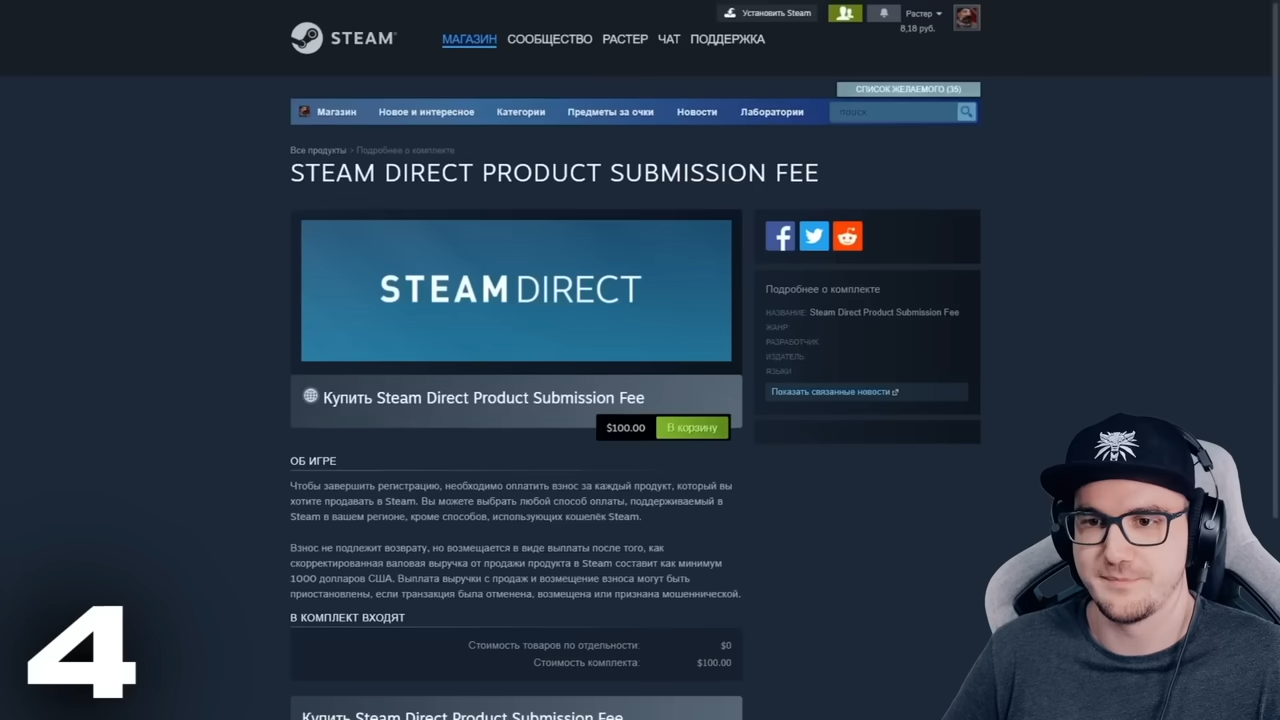 Установить Steam
Растер
8,18 руб.
STEAM
МАГАЗИН СООБЩЕСТВО РАСТЕР ЧАТ ПОДДЕРЖКА
СПИСОК ЖЕЛАЕМОГО (35)
Магазин Новое и интересное Категории Предметы за очки Новости Лаборатории поиск
Все продукты > Подробнее о комплекте
STEAM DIRECT PRODUCT SUBMISSION FEE
STEAM DIRECT
Купить Steam Direct Product Submission Fee
$100.00 В корзину
Подробнее о комплекте
НАЗВАНИЕ: Steam Direct Product Submission Fee
ЖАНР:
РАЗРАБОТЧИК:
ИЗДАТЕЛЬ:
ЯЗЫКИ:
Показать связанные новости
ОБ ИГРЕ
Чтобы завершить регистрацию, необходимо оплатить взнос за каждый продукт, который вы
хотите продавать в Steam. Вы можете выбрать любой способ оплаты, поддерживаемый в
Steam в вашем регионе, кроме способов, использующих кошелёк Steam.
Взнос не подлежит возврату, но возмещается в виде выплаты после того, как
скорректированная валовая выручка от продажи продукта в Steam составит как минимум
1000 долларов США. Выплата выручки с продаж и возмещение взноса могут быть
приостановлены, если транзакция была отменена, возмещена или признана мошеннической.
В КОМПЛЕКТ ВХОДЯТ
Стоимость товаров по отдельности: $0
Стоимость комплекта: $100.00
Купить Steam Direct Product Submission Fee
4